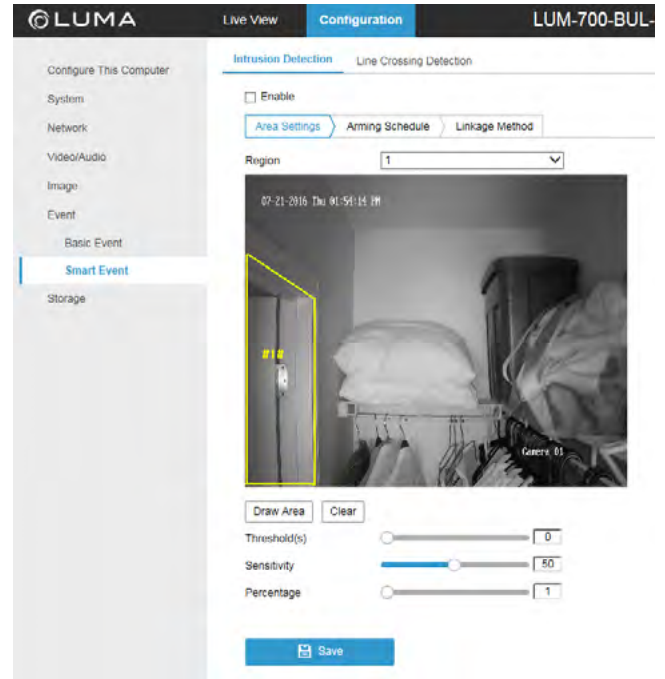 LUMA
Live View Configuration LUM-700-BUL-
Configure This Computer
System
Network
Video/Audio
Image
Event
Basic Event
Smart Event
Storage
Intrusion Detection Line Crossing Detection
Enable
Area Settings Arming Schedule Linkage Method
Region 1
07-21-2016 Thu 01:54:14 PM
#1#
Camera 01
Draw Area Clear
Threshold(s) 0
Sensitivity 50
Percentage 1
Save